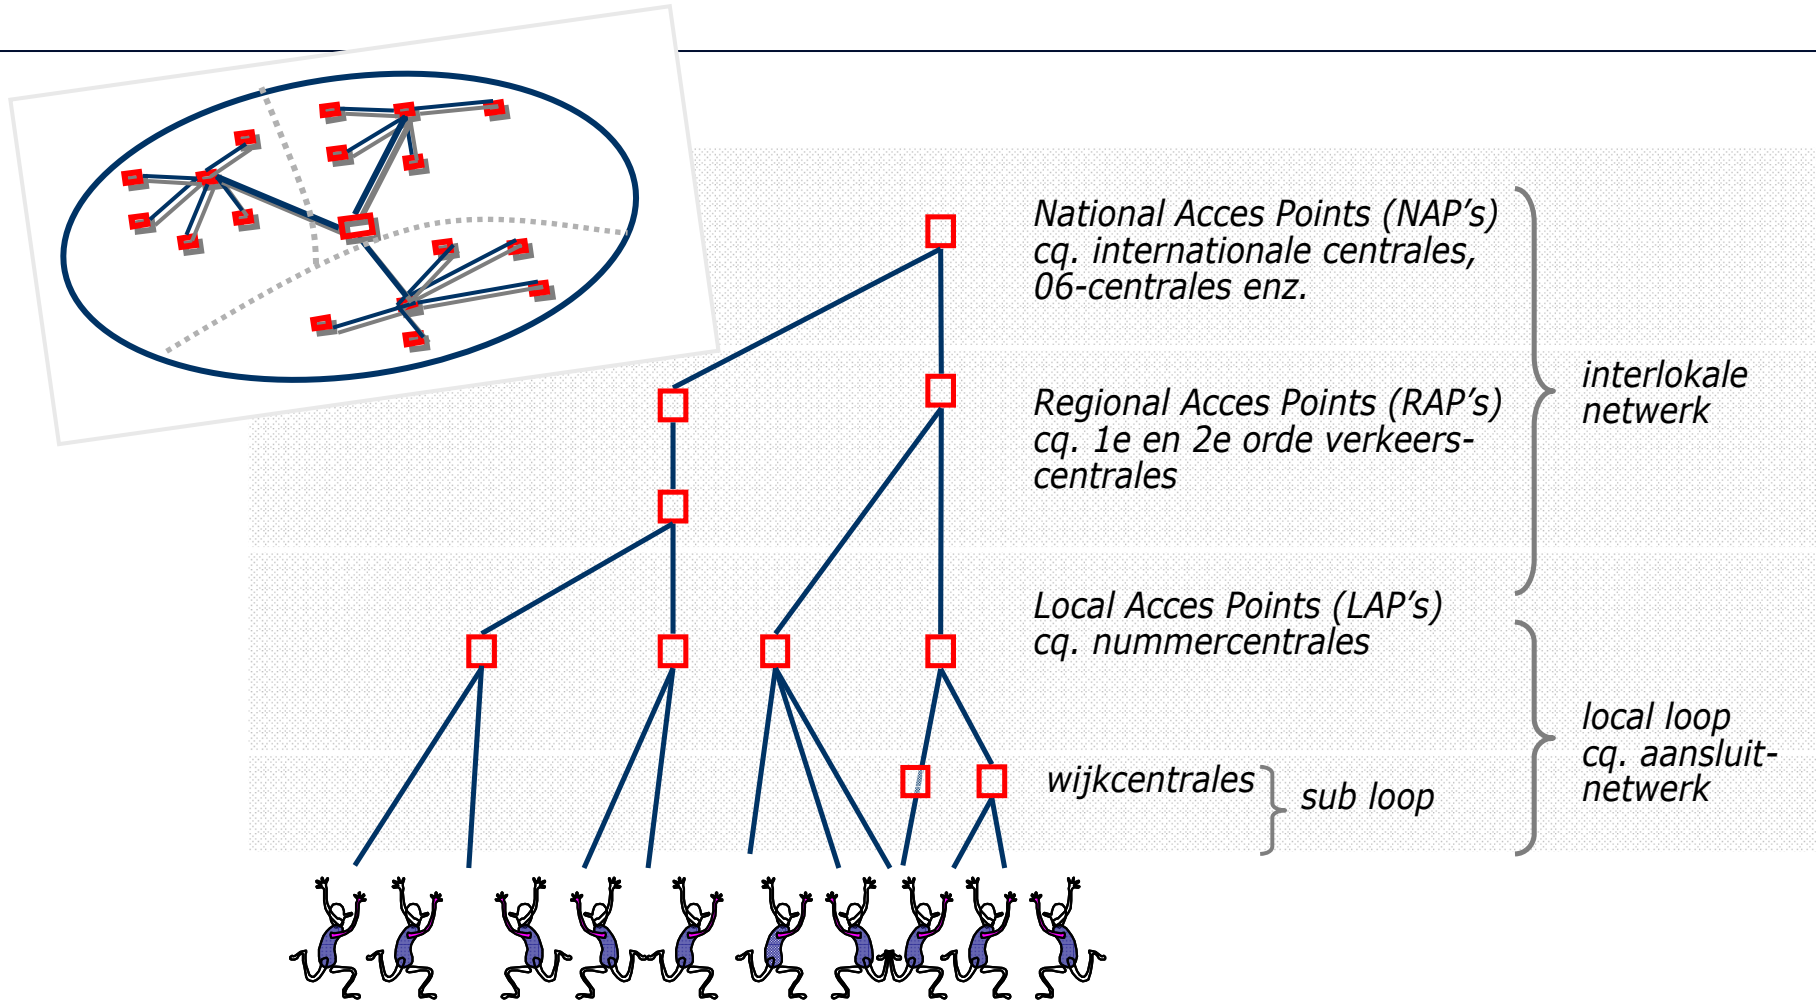 National Acces Points (NAP's)
cq. internationale centrales,
06-centrales enz.
Regional Acces Points (RAP's)
cq. 1e en 2e orde verkeers-
centrales
interlokale
netwerk
Local Acces Points (LAP's)
cq. nummercentrales
wijkcentrales
sub loop
local loop
cq. aansluit-
netwerk